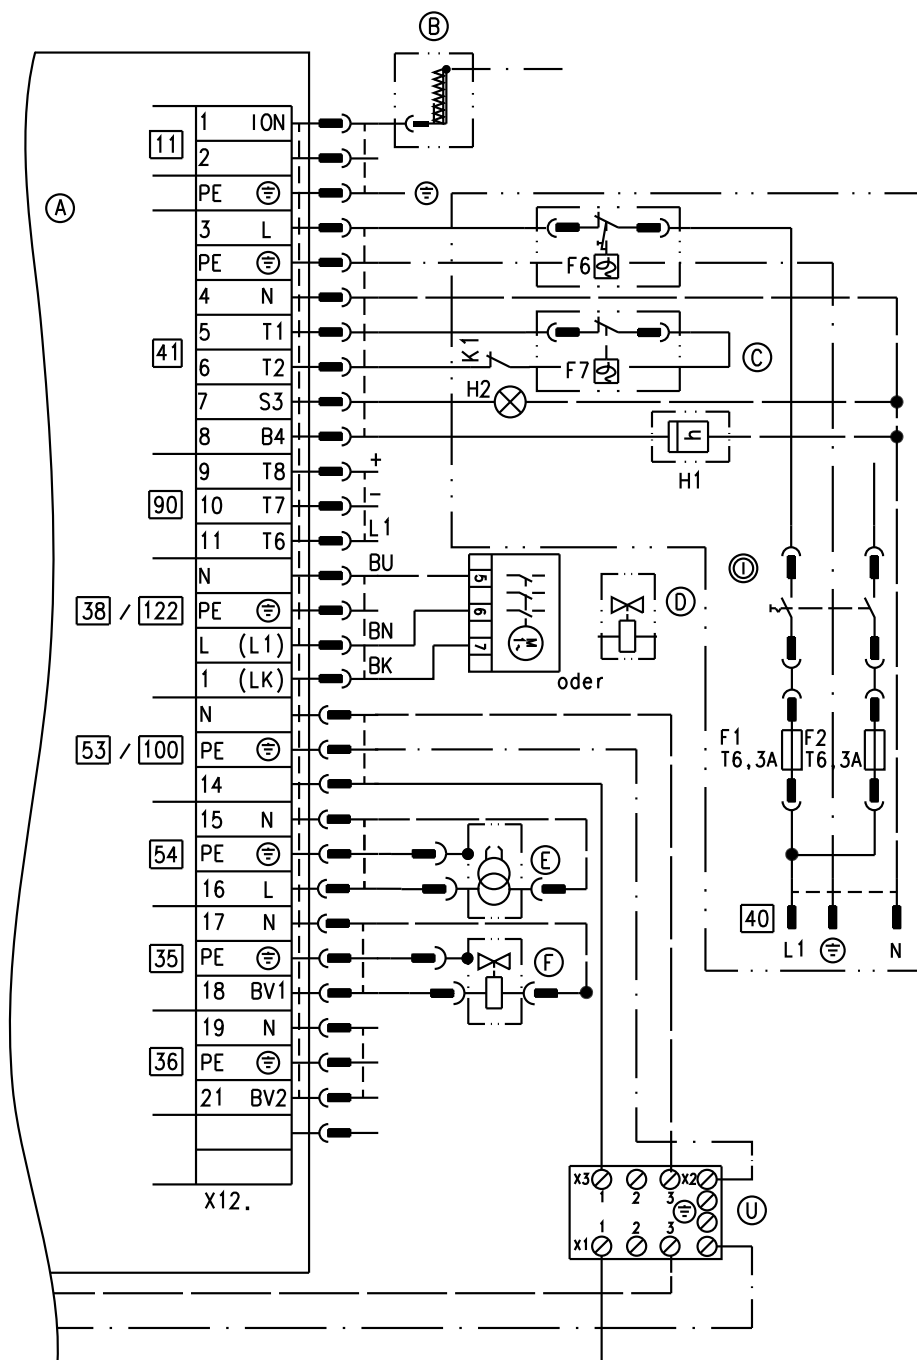 B
1 ION
11
2
PE
A
3 L
PE
F6
4 N
5 T1
41
K1
C
6 T2
F7
H2
7 S3
8 B4
H1
9 T8 +
90
10 T7 -
11 T6 L1
N BU 5
38 / 122
PE 6
D
L (L1) BN
M
1~
1 (LK) BK 7
oder
I
N
53 / 100
PE
F1 F2
T6,3A T6,3A
14
15 N
54
PE
E
16 L
17 N
40
L1 N
35
PE
F
18 BV1
19 N
36
PE
21 BV2
X12.
X3 X2
1 2 3
U
1 2 3
X1